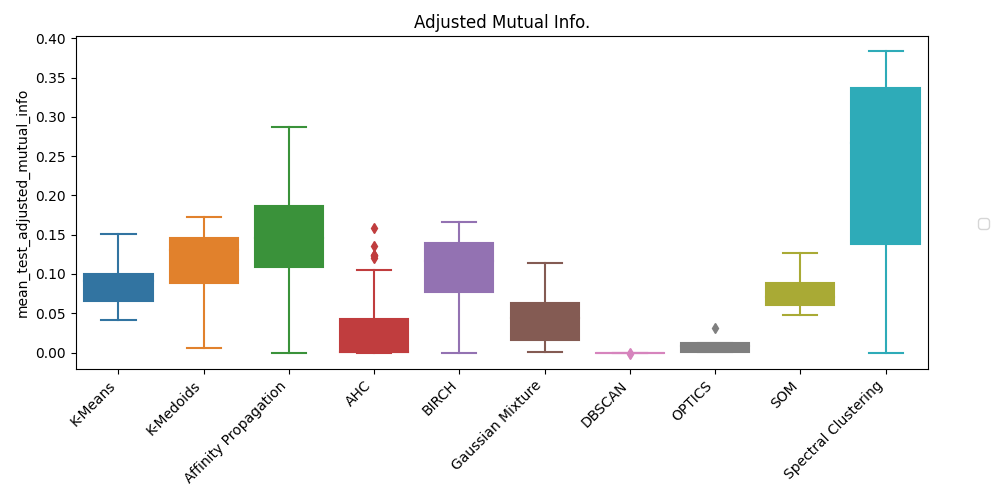 Adjusted Mutual Info.
mean_test_adjusted_mutual_info
0.40
0.35
0.30
0.25
0.20
0.15
0.10
0.05
0.00
K-Means
K-Medoids
Affinity Propagation
AHC
BIRCH
Gaussian Mixture
DBSCAN
OPTICS
SOM
Spectral Clustering